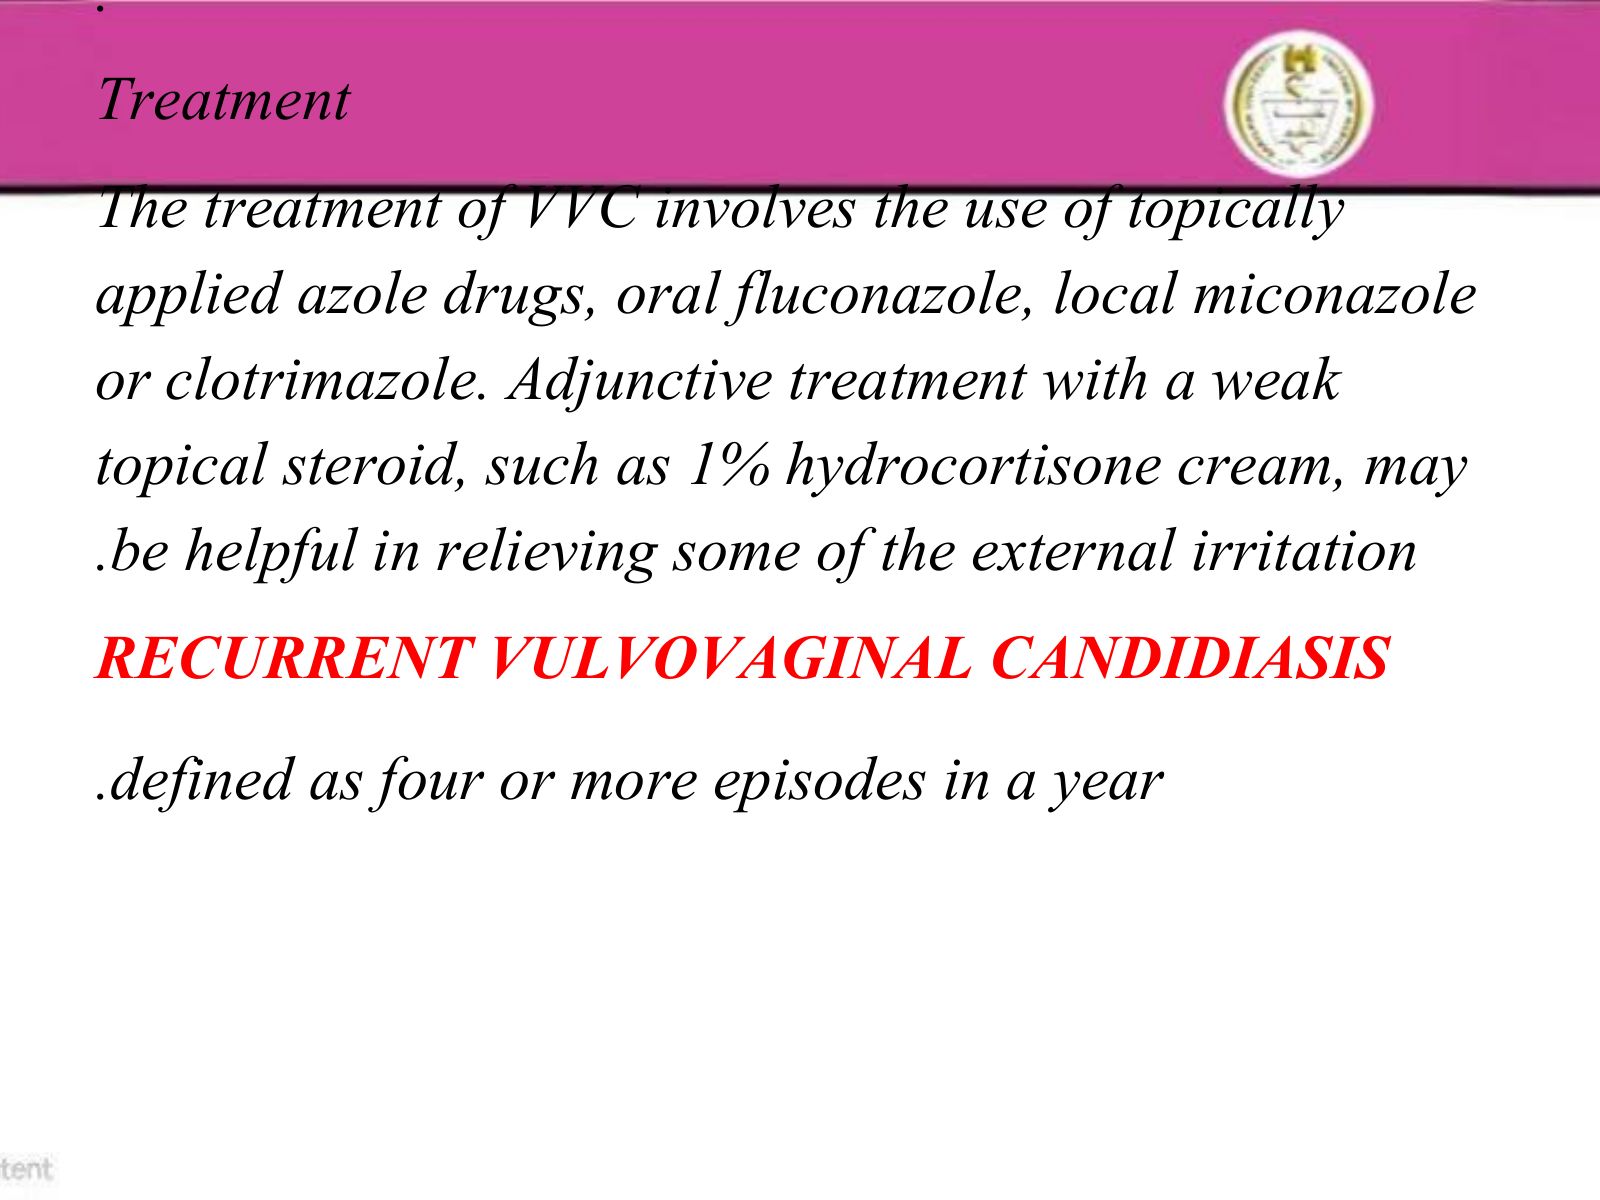 .
Treatment
The treatment of VVC involves the use of topically
applied azole drugs, oral fluconazole, local miconazole
or clotrimazole. Adjunctive treatment with a weak
topical steroid, such as 1% hydrocortisone cream, may
.be helpful in relieving some of the external irritation
RECURRENT VULVOVAGINAL CANDIDIASIS
.defined as four or more episodes in a year
tent